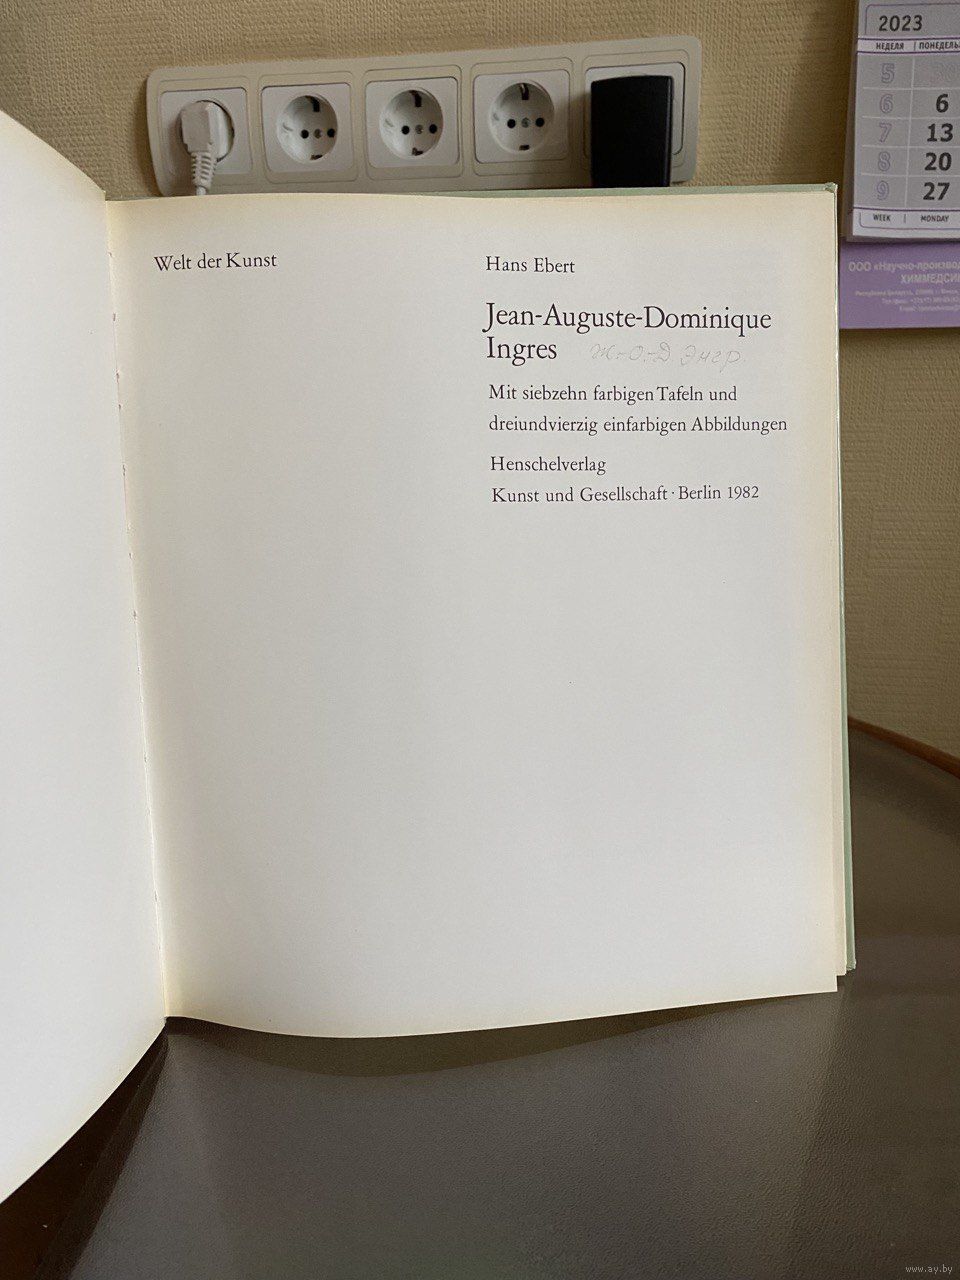 Welt der Kunst
Hans Ebert
Jean-Auguste-Dominique
Ingres Ж.-О.-Д. Энгр.
Mit siebzehn farbigen Tafeln und
dreiundvierzig einfarbigen Abbildungen
Henschelverlag
Kunst und Gesellschaft · Berlin 1982
2023
НЕДЕЛЯ ПОНЕДЕЛЬ
5
6 6
7 13
8 20
9 27
WEEK MONDAY
ООО «Научно-производ
ХИММЕДСИ
www.ay.by